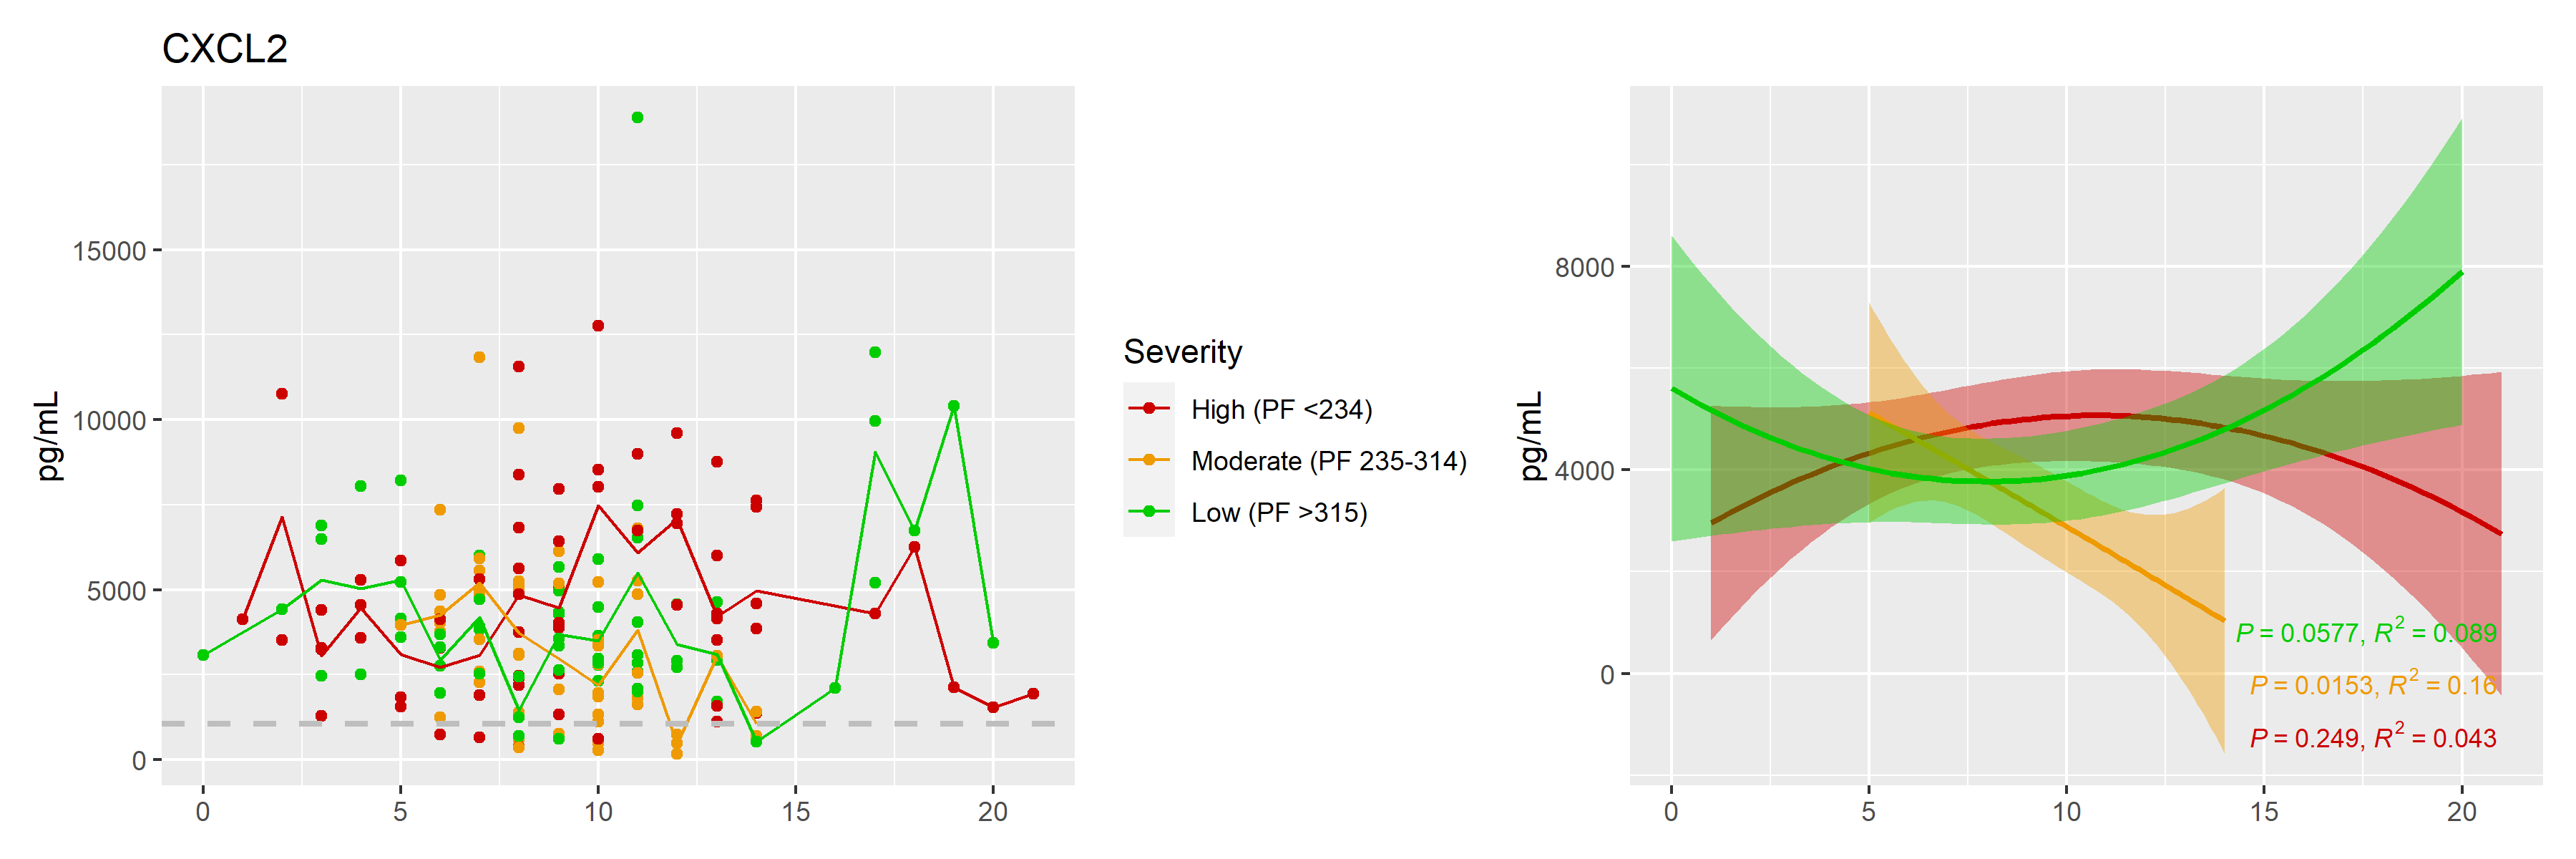 CXCL2
pg/mL
15000
10000
5000
0
0 5 10 15 20
Severity
High (PF <234)
Moderate (PF 235-314)
Low (PF >315)
pg/mL
8000
4000
0
P = 0.0577, R² = 0.089
P = 0.0153, R² = 0.16
P = 0.249, R² = 0.043
0 5 10 15 20